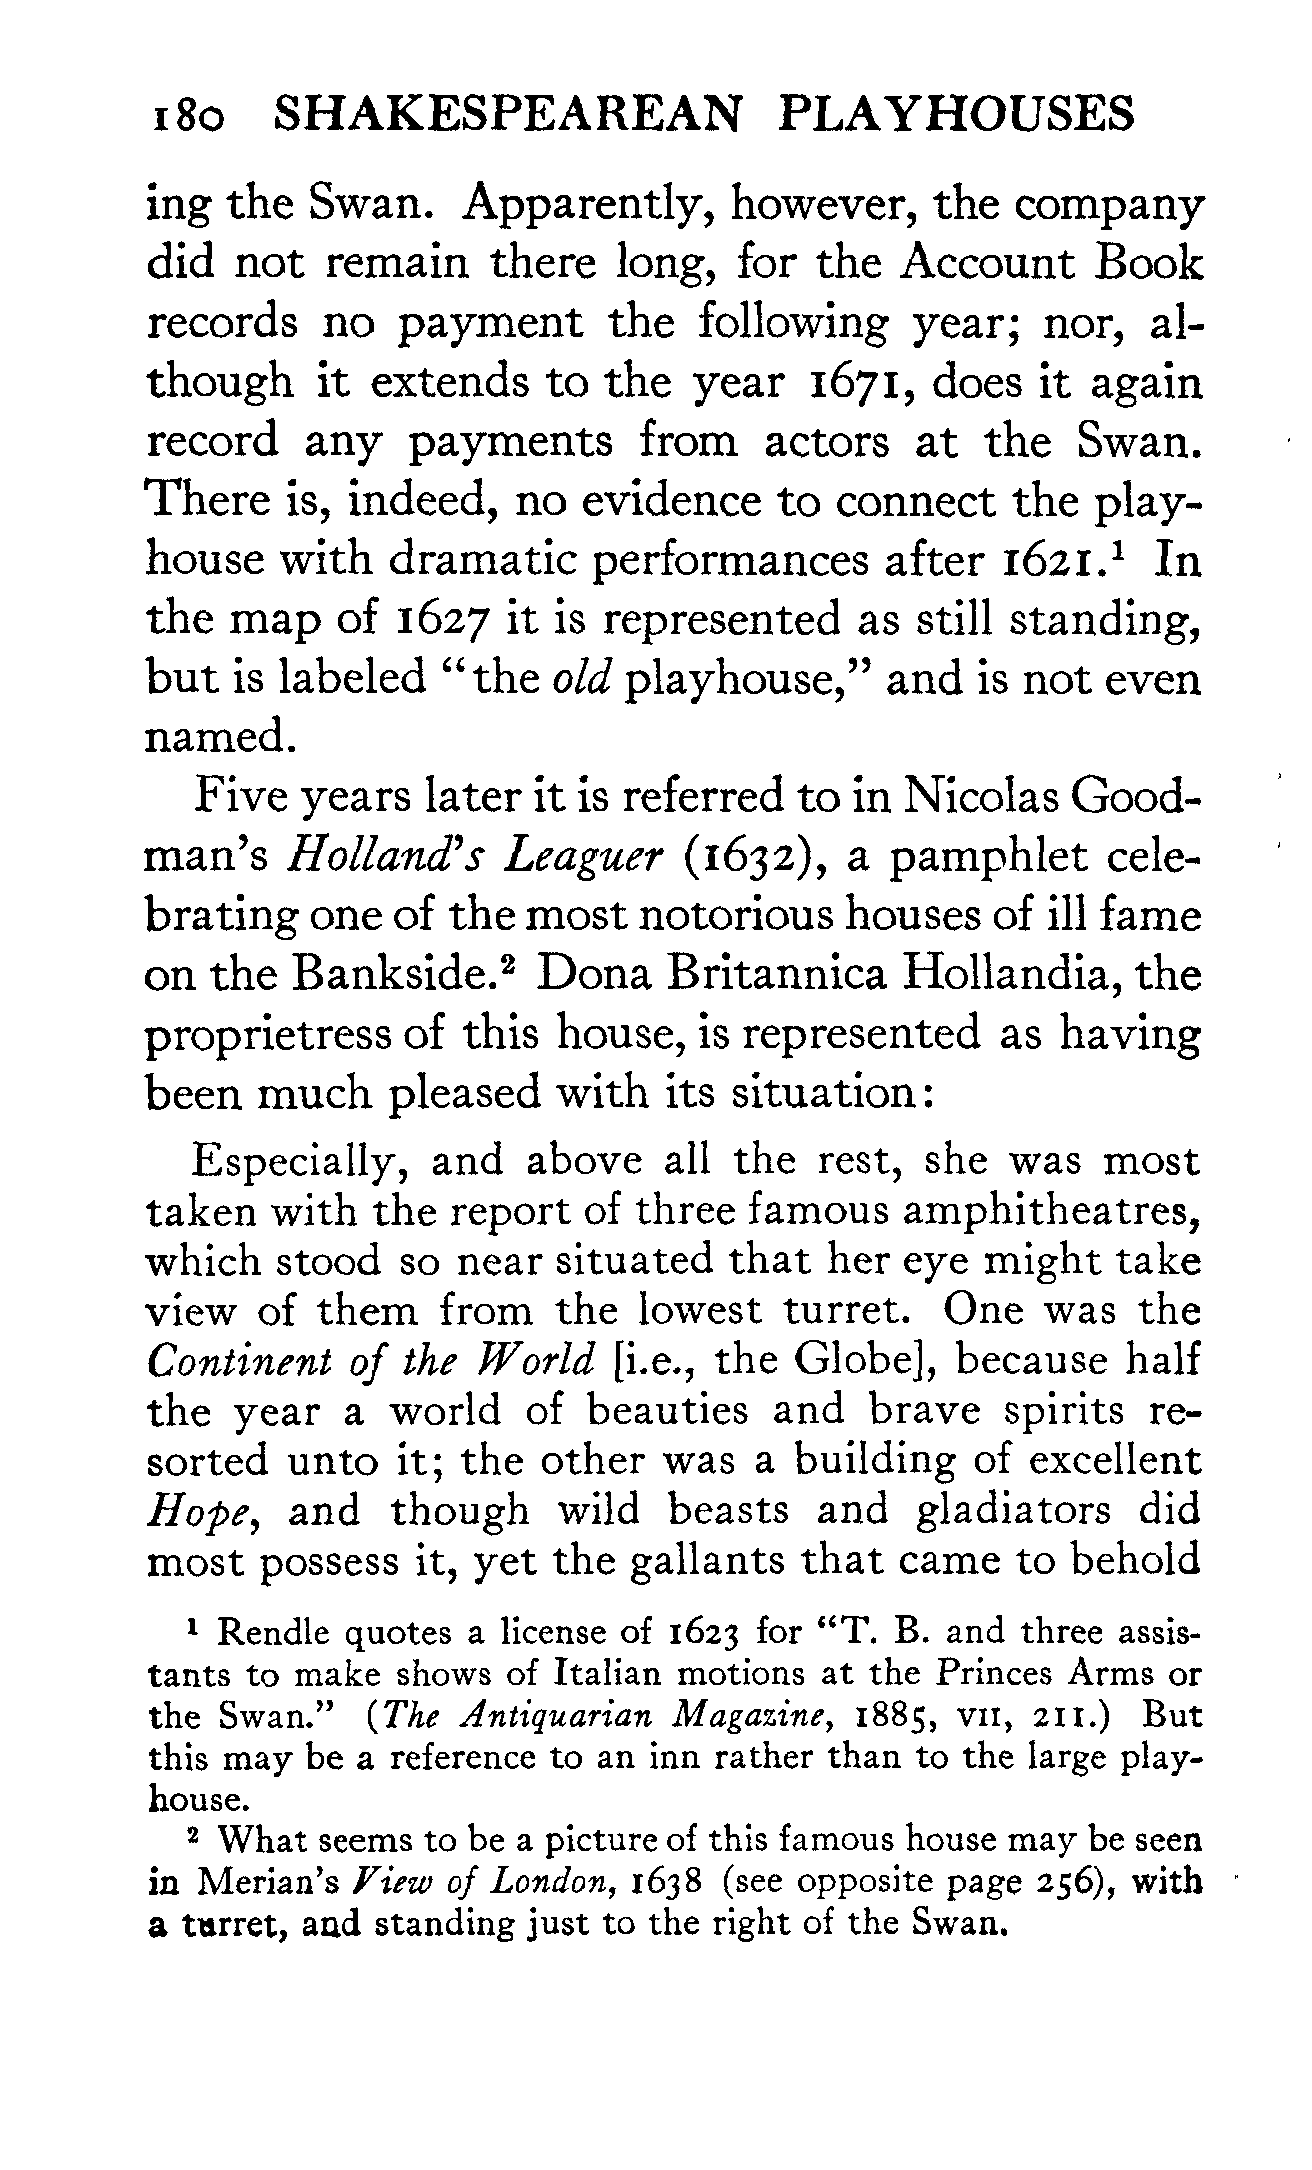 180 SHAKESPEAREAN PLAYHOUSES
ing the Swan. Apparently, however, the company
did not remain there long, for the Account Book
records no payment the following year; nor, al-
though it extends to the year 1671, does it again
record any payments from actors at the Swan.
There is, indeed, no evidence to connect the play-
house with dramatic performances after 1621.¹ In
the map of 1627 it is represented as still standing,
but is labeled “the old playhouse,” and is not even
named.
Five years later it is referred to in Nicolas Good-
man’s Holland’s Leaguer (1632), a pamphlet cele-
brating one of the most notorious houses of ill fame
on the Bankside.² Dona Britannica Hollandia, the
proprietress of this house, is represented as having
been much pleased with its situation:
Especially, and above all the rest, she was most
taken with the report of three famous amphitheatres,
which stood so near situated that her eye might take
view of them from the lowest turret. One was the
Continent of the World [i.e., the Globe], because half
the year a world of beauties and brave spirits re-
sorted unto it; the other was a building of excellent
Hope, and though wild beasts and gladiators did
most possess it, yet the gallants that came to behold
¹ Rendle quotes a license of 1623 for “T. B. and three assis-
tants to make shows of Italian motions at the Princes Arms or
the Swan.” (The Antiquarian Magazine, 1885, VII, 211.) But
this may be a reference to an inn rather than to the large play-
house.
² What seems to be a picture of this famous house may be seen
in Merian’s View of London, 1638 (see opposite page 256), with
a turret, and standing just to the right of the Swan.